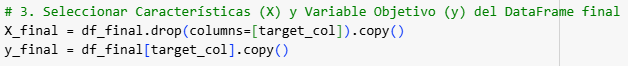 # 3. Seleccionar Características (X) y Variable Objetivo (y) del DataFrame final
X_final = df_final.drop(columns=[target_col]).copy()
y_final = df_final[target_col].copy()